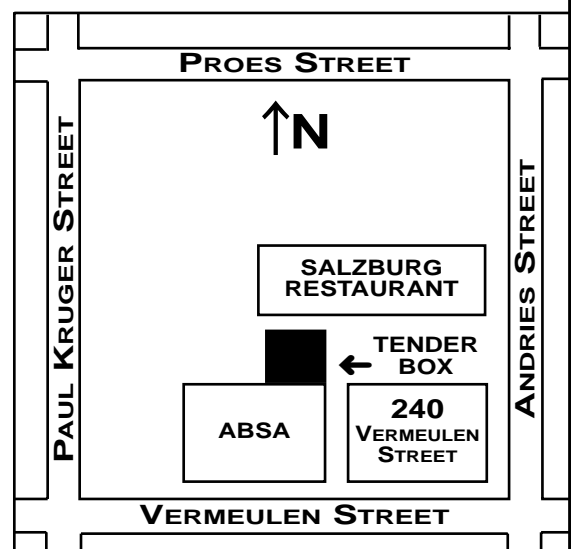 PROES STREET
↑N
PAUL KRUGER STREET
ANDRIES STREET
SALZBURG
RESTAURANT
← TENDER
BOX
ABSA
240
VERMEULEN
STREET
VERMEULEN STREET